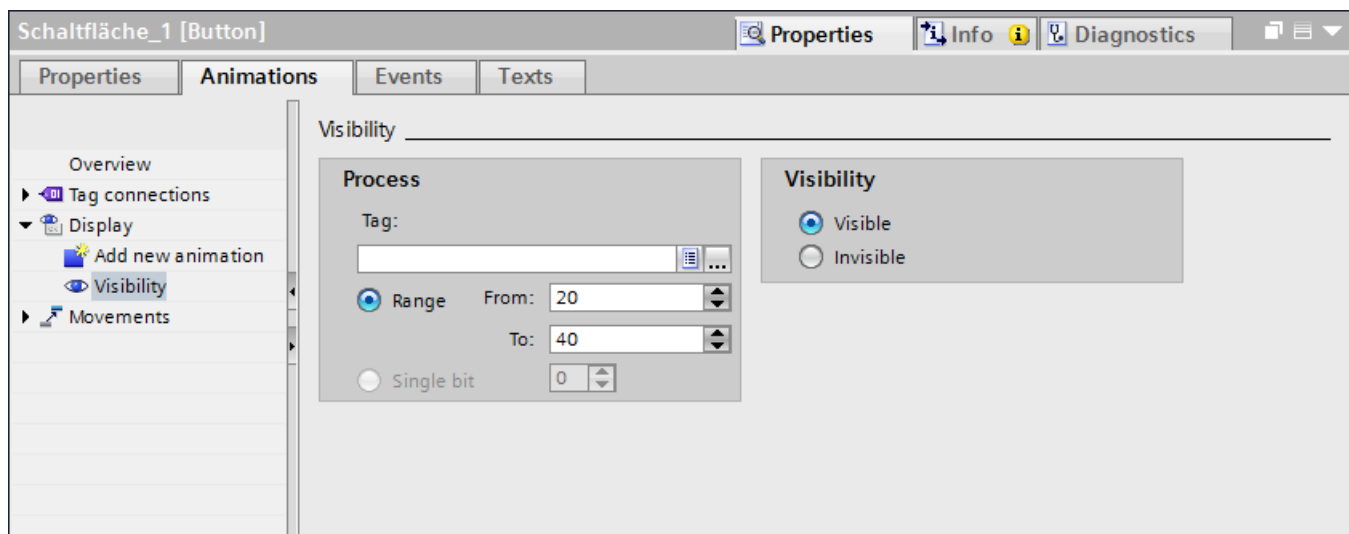 Schaltfläche_1 [Button]
Properties
Info
Diagnostics
Properties
Animations
Events
Texts
Overview
Tag connections
Display
Add new animation
Visibility
Movements
Visibility
Process
Tag:
...
Range From: 20
To: 40
Single bit 0
Visibility
Visible
Invisible